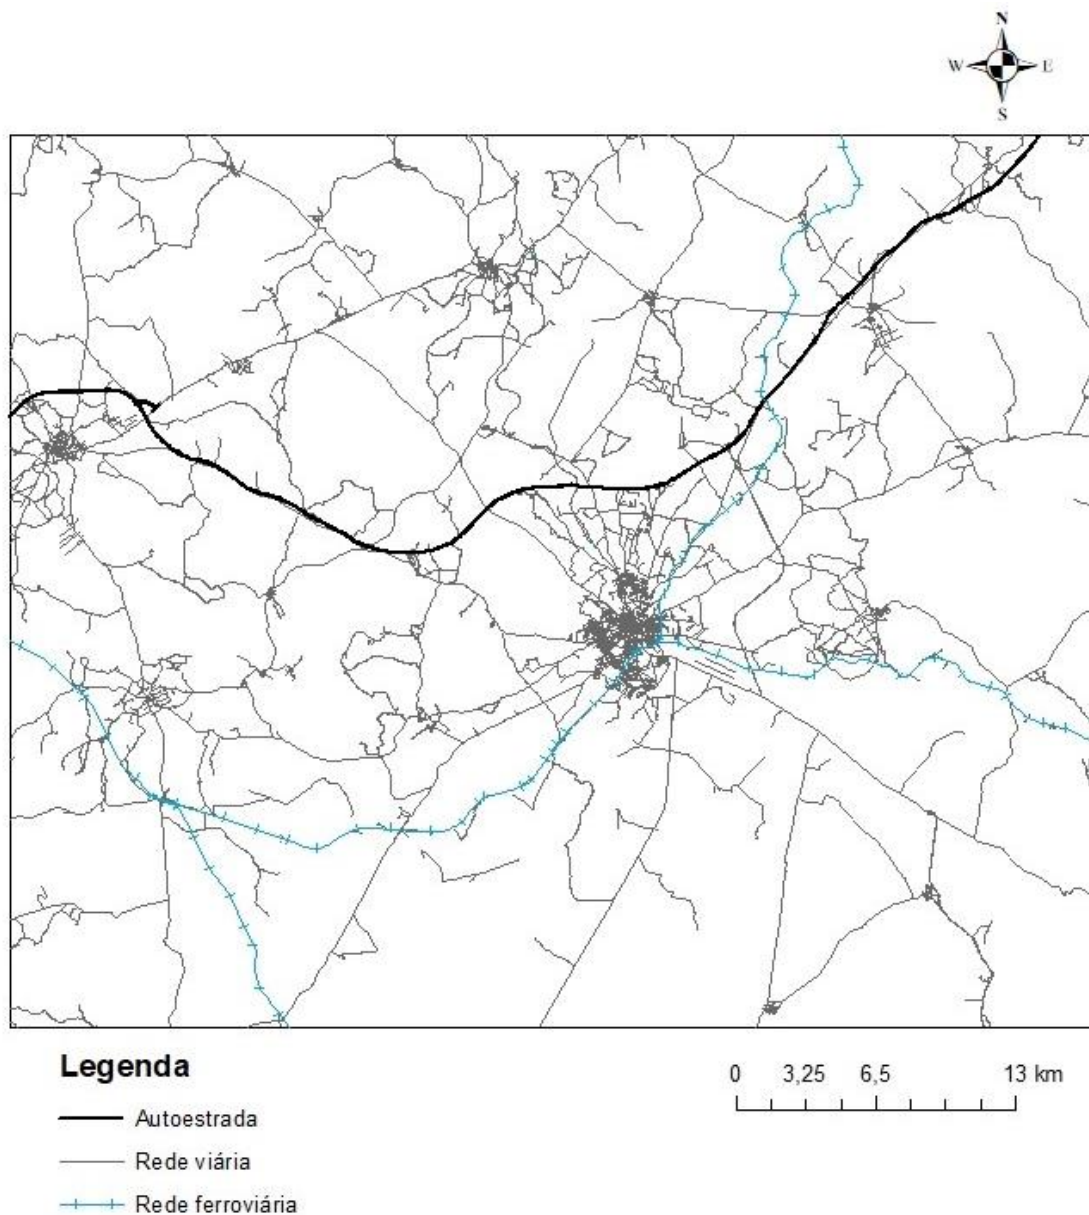 N
W E
S
Legenda
Autoestrada
Rede viária
Rede ferroviária
0 3,25 6,5 13 km